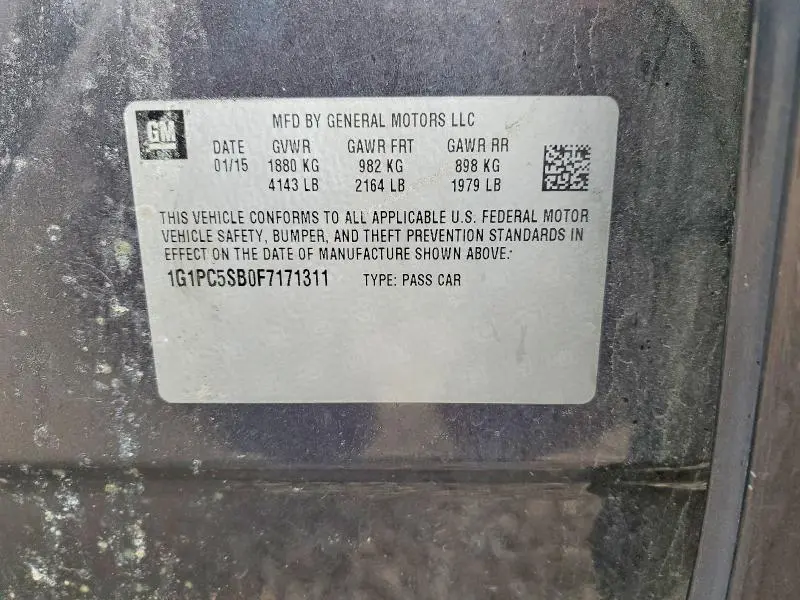 GM
MFD BY GENERAL MOTORS LLC
DATE GVWR GAWR FRT GAWR RR
01/15 1880 KG 982 KG 898 KG
4143 LB 2164 LB 1979 LB
THIS VEHICLE CONFORMS TO ALL APPLICABLE U.S. FEDERAL MOTOR
VEHICLE SAFETY, BUMPER, AND THEFT PREVENTION STANDARDS IN
EFFECT ON THE DATE OF MANUFACTURE SHOWN ABOVE.
1G1PC5SB0F7171311 TYPE: PASS CAR